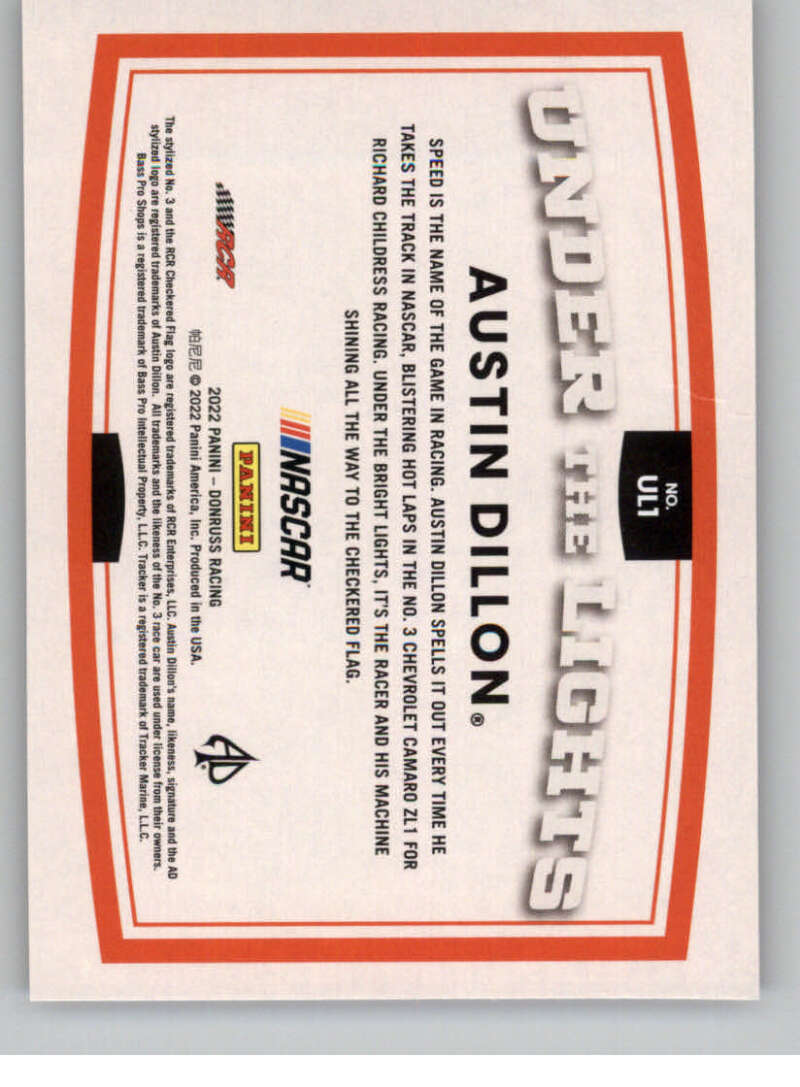 NO.
UL1
UNDER THE LIGHTS
AUSTIN DILLON®
SPEED IS THE NAME OF THE GAME IN RACING. AUSTIN DILLON SPELLS IT OUT EVERY TIME HE
TAKES THE TRACK IN NASCAR, BLISTERING HOT LAPS IN THE NO. 3 CHEVROLET CAMARO ZL1 FOR
RICHARD CHILDRESS RACING. UNDER THE BRIGHT LIGHTS, IT'S THE RACER AND HIS MACHINE
SHINING ALL THE WAY TO THE CHECKERED FLAG.
NASCAR
PANINI
RCR
AD
2022 PANINI – DONRUSS RACING
帕尼尼 © 2022 Panini America, Inc. Produced in the USA.
The stylized No. 3 and the RCR Checkered Flag logo are registered trademarks of RCR Enterprises, LLC. Austin Dillon's name, likeness, signature and the AD
stylized logo are registered trademarks of Austin Dillon. All trademarks and the likeness of the No. 3 race car are used under license from their owners.
Bass Pro Shops is a registered trademark of Bass Pro Intellectual Property, L.L.C. Tracker is a registered trademark of Tracker Marine, L.L.C.